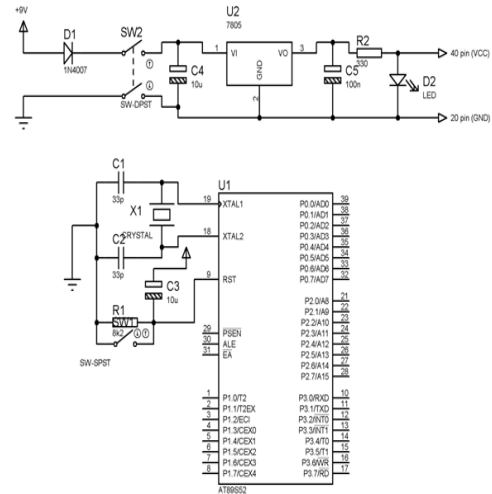 +9V
D1
1N4007
SW2
SW-DPST
C4
10u
U2
7805
1
VI
VO
3
GND
2
C5
100n
R2
330
D2
LED
40 pin (VCC)
20 pin (GND)
C1
33p
X1
CRYSTAL
C2
33p
C3
10u
R1
8k2
SW1
SW-SPST
U1
19 XTAL1
18 XTAL2
9 RST
29 PSEN
30 ALE
31 EA
1 P1.0/T2
2 P1.1/T2EX
3 P1.2/ECI
4 P1.3/CEX0
5 P1.4/CEX1
6 P1.5/CEX2
7 P1.6/CEX3
8 P1.7/CEX4
P0.0/AD0 39
P0.1/AD1 38
P0.2/AD2 37
P0.3/AD3 36
P0.4/AD4 35
P0.5/AD5 34
P0.6/AD6 33
P0.7/AD7 32
P2.0/A8 21
P2.1/A9 22
P2.2/A10 23
P2.3/A11 24
P2.4/A12 25
P2.5/A13 26
P2.6/A14 27
P2.7/A15 28
P3.0/RXD 10
P3.1/TXD 11
P3.2/INT0 12
P3.3/INT1 13
P3.4/T0 14
P3.5/T1 15
P3.6/WR 16
P3.7/RD 17
AT89S52